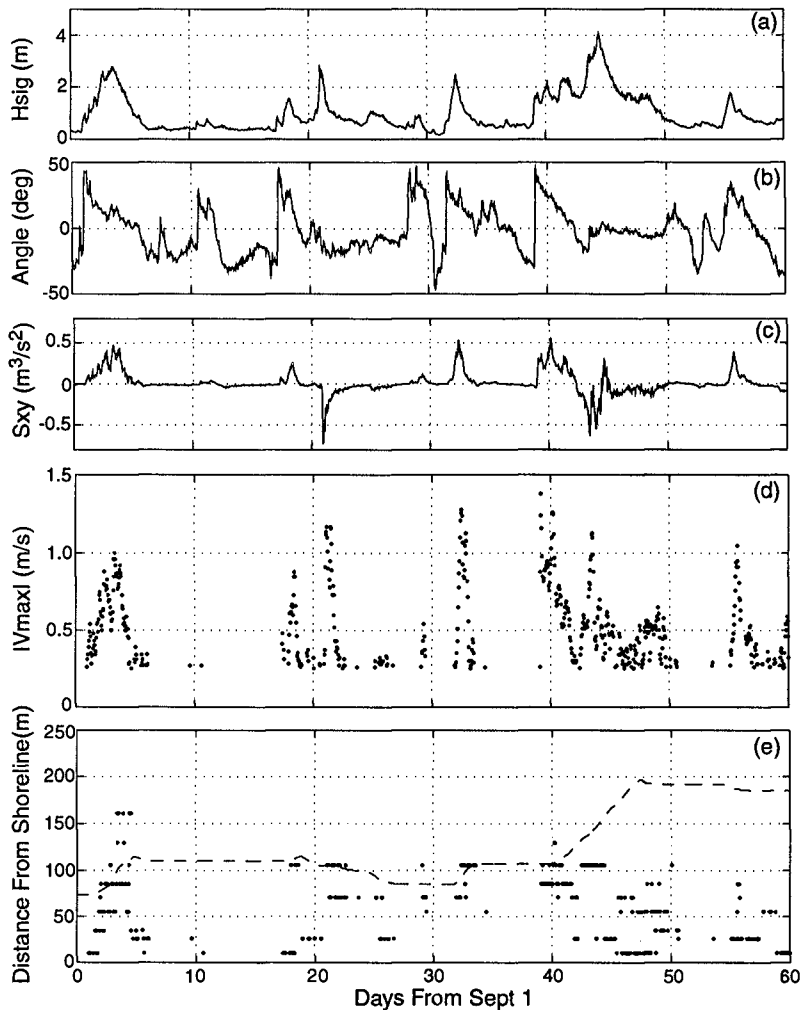 (a)
Hsig (m)
4
2
0
(b)
Angle (deg)
50
0
-50
(c)
Sxy (m³/s²)
0.5
0
-0.5
(d)
IVmaxI (m/s)
1.5
1.0
0.5
0
(e)
Distance From Shoreline(m)
250
200
150
100
50
0
0 10 20 30 40 50 60
Days From Sept 1